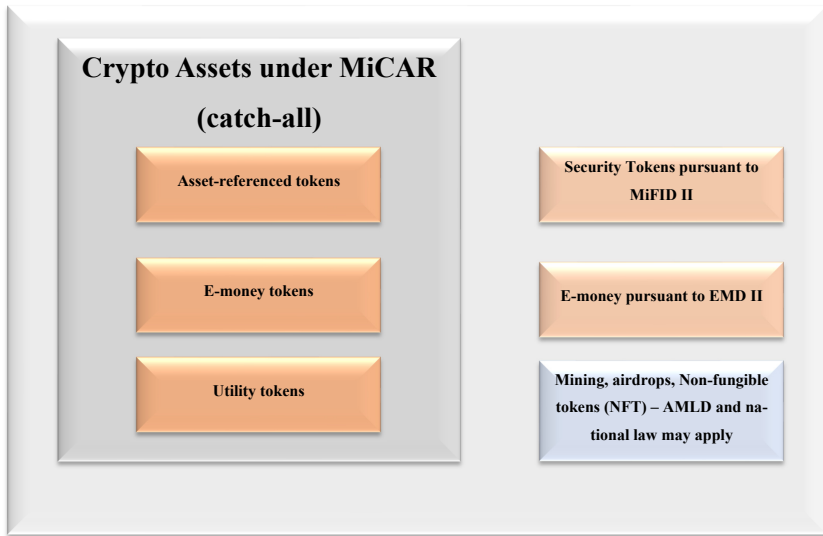 Crypto Assets under MiCAR
(catch-all)
Asset-referenced tokens
E-money tokens
Utility tokens
Security Tokens pursuant to
MiFID II
E-money pursuant to EMD II
Mining, airdrops, Non-fungible
tokens (NFT) – AMLD and na-
tional law may apply